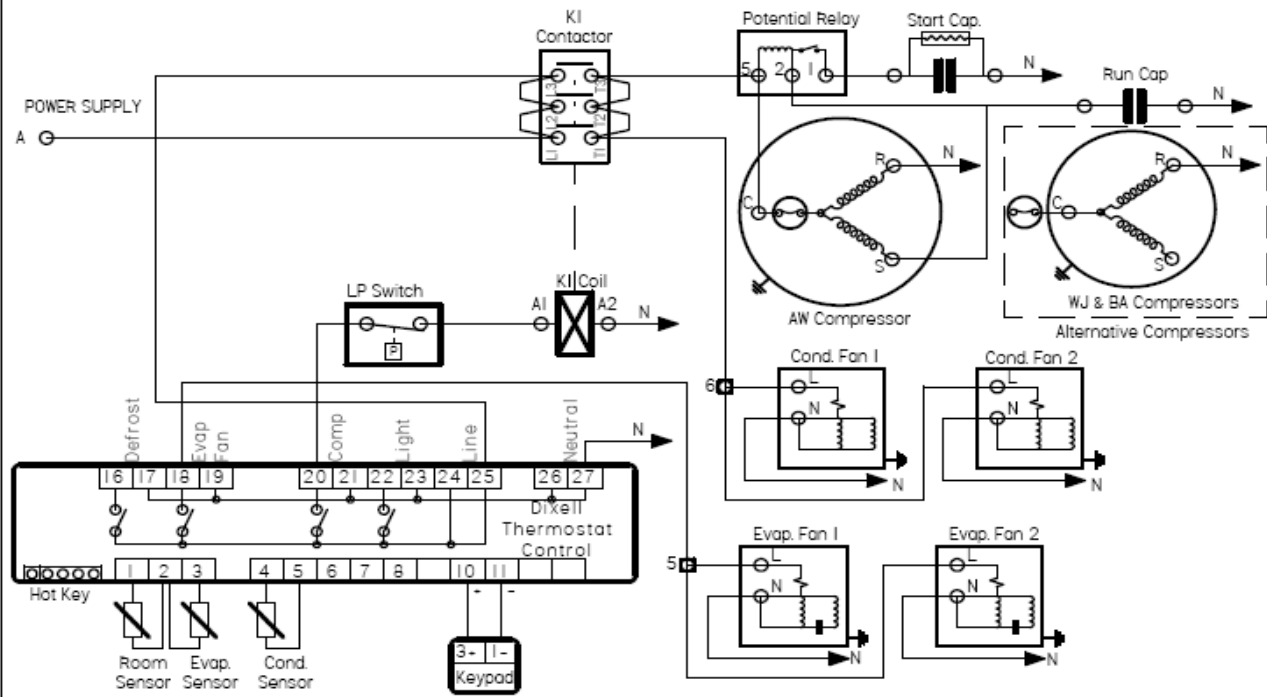 K1
Contactor
Potential Relay
Start Cap.
N
Run Cap
N
L3
T3
5
2
1
L2
T2
POWER SUPPLY
A
L1
T1
R
N
C
S
AW Compressor
R
N
C
S
WJ & BA Compressors
Alternative Compressors
LP Switch
P
K1 Coil
A1
A2
N
Cond. Fan 1
L
N
N
Cond. Fan 2
L
N
N
6
Defrost
Evap
Fan
Comp
Light
Line
Neutral
N
16
17
18
19
20
21
22
23
24
25
26
27
Dixell
Thermostat
Control
Evap. Fan 1
L
N
N
Evap. Fan 2
L
N
N
5
Hot Key
1
2
3
4
5
6
7
8
10
11
+
-
3+
1-
Keypad
Room
Sensor
Evap.
Sensor
Cond.
Sensor